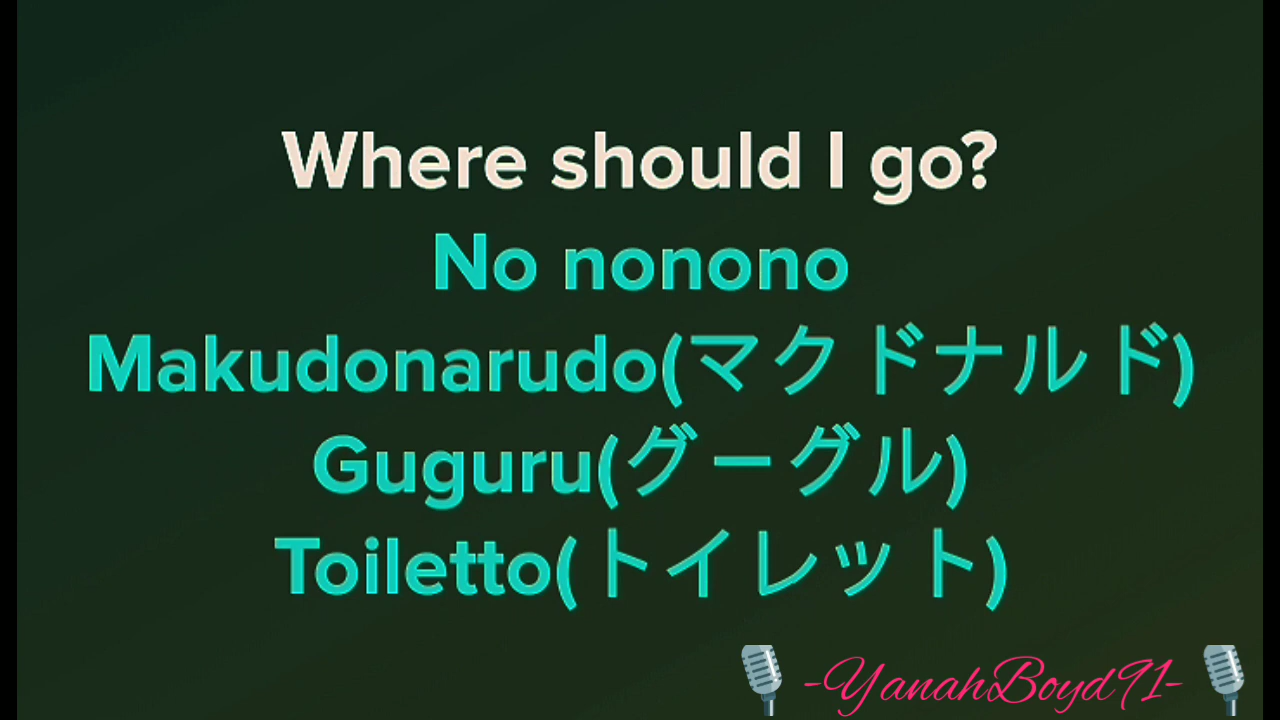 Where should I go?
No nonono
Makudonarudo(マクドナルド)
Guguru(グーグル)
Toiletto(トイレット)
-YanahBoyd91-